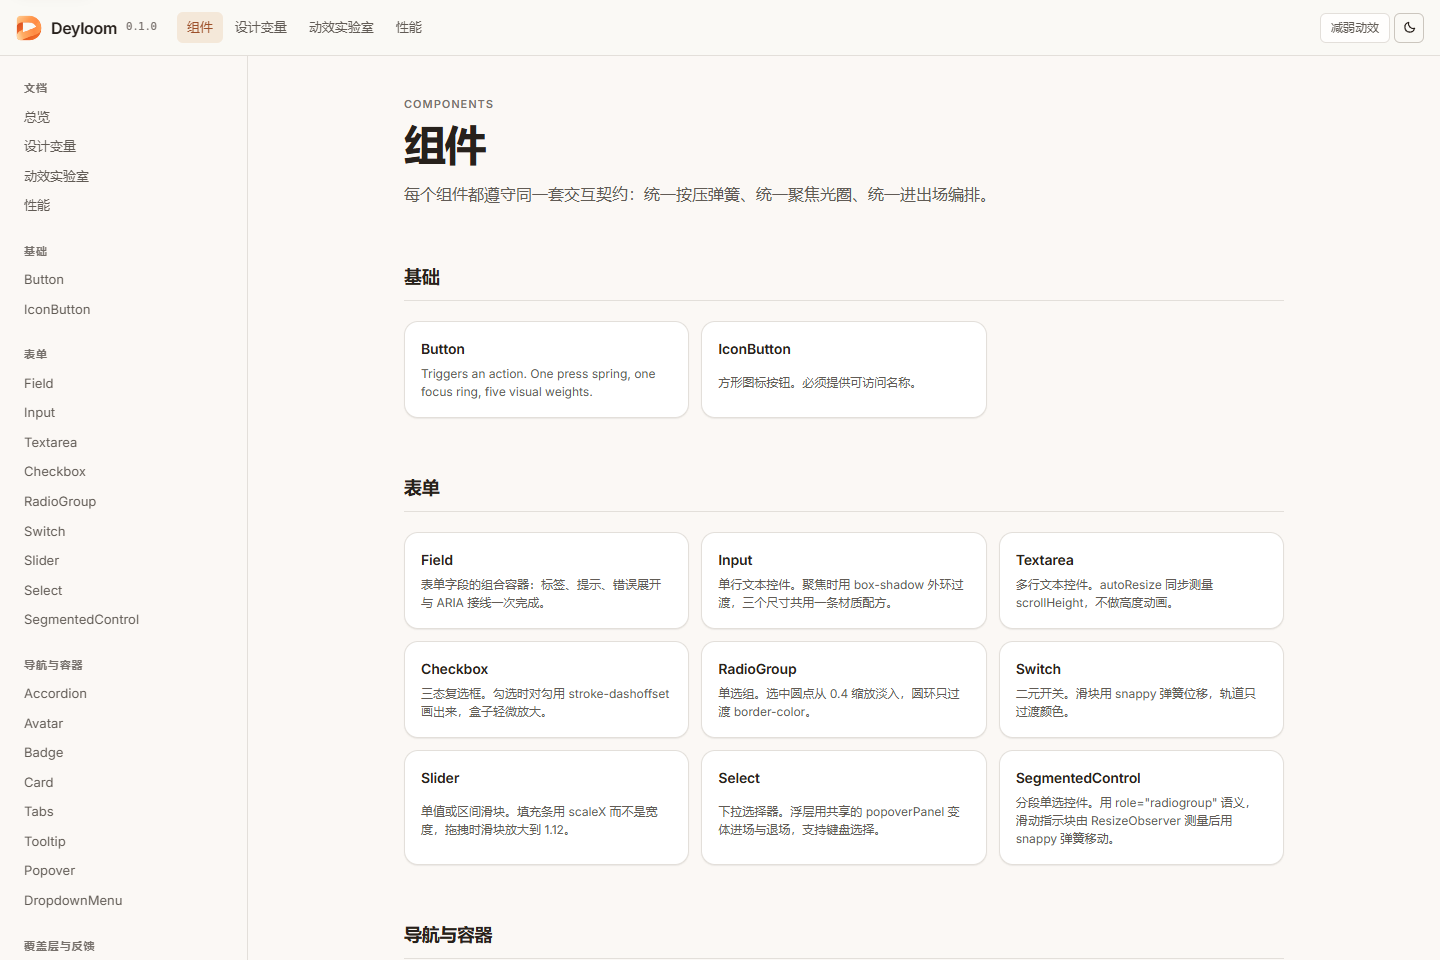 Deyloom 0.1.0 组件 设计变量 动效实验室 性能 减弱动效
文档
总览
设计变量
动效实验室
性能
基础
Button
IconButton
表单
Field
Input
Textarea
Checkbox
RadioGroup
Switch
Slider
Select
SegmentedControl
导航与容器
Accordion
Avatar
Badge
Card
Tabs
Tooltip
Popover
DropdownMenu
覆盖层与反馈
COMPONENTS
组件
每个组件都遵守同一套交互契约：统一按压弹簧、统一聚焦光圈、统一进出场编排。
基础
Button
Triggers an action. One press spring, one
focus ring, five visual weights.
IconButton
方形图标按钮。必须提供可访问名称。
表单
Field
表单字段的组合容器：标签、提示、错误展开
与 ARIA 接线一次完成。
Input
单行文本控件。聚焦时用 box-shadow 外环过
渡，三个尺寸共用一条材质配方。
Textarea
多行文本控件。autoResize 同步测量
scrollHeight，不做高度动画。
Checkbox
三态复选框。勾选时对勾用 stroke-dashoffset
画出来，盒子轻微放大。
RadioGroup
单选组。选中圆点从 0.4 缩放淡入，圆环只过
渡 border-color。
Switch
二元开关。滑块用 snappy 弹簧位移，轨道只
过渡颜色。
Slider
单值或区间滑块。填充条用 scaleX 而不是宽
度，拖拽时滑块放大到 1.12。
Select
下拉选择器。浮层用共享的 popoverPanel 变
体进场与退场，支持键盘选择。
SegmentedControl
分段单选控件。用 role="radiogroup" 语义，
滑动指示块由 ResizeObserver 测量后用
snappy 弹簧移动。
导航与容器